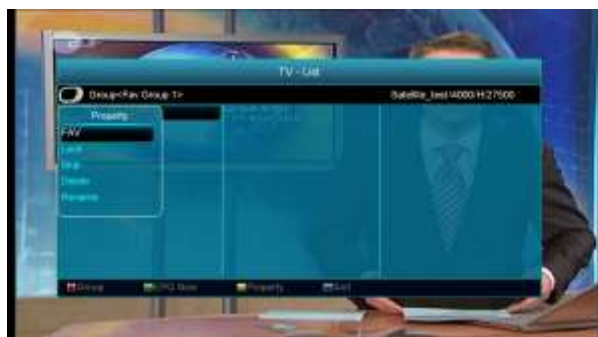 TV - List
Group<Fav Group 1>
Satellite_test\4000/H/27500
Property
FAV
Lock
Skip
Delete
Rename
Group
EPG Now
Property
Sort